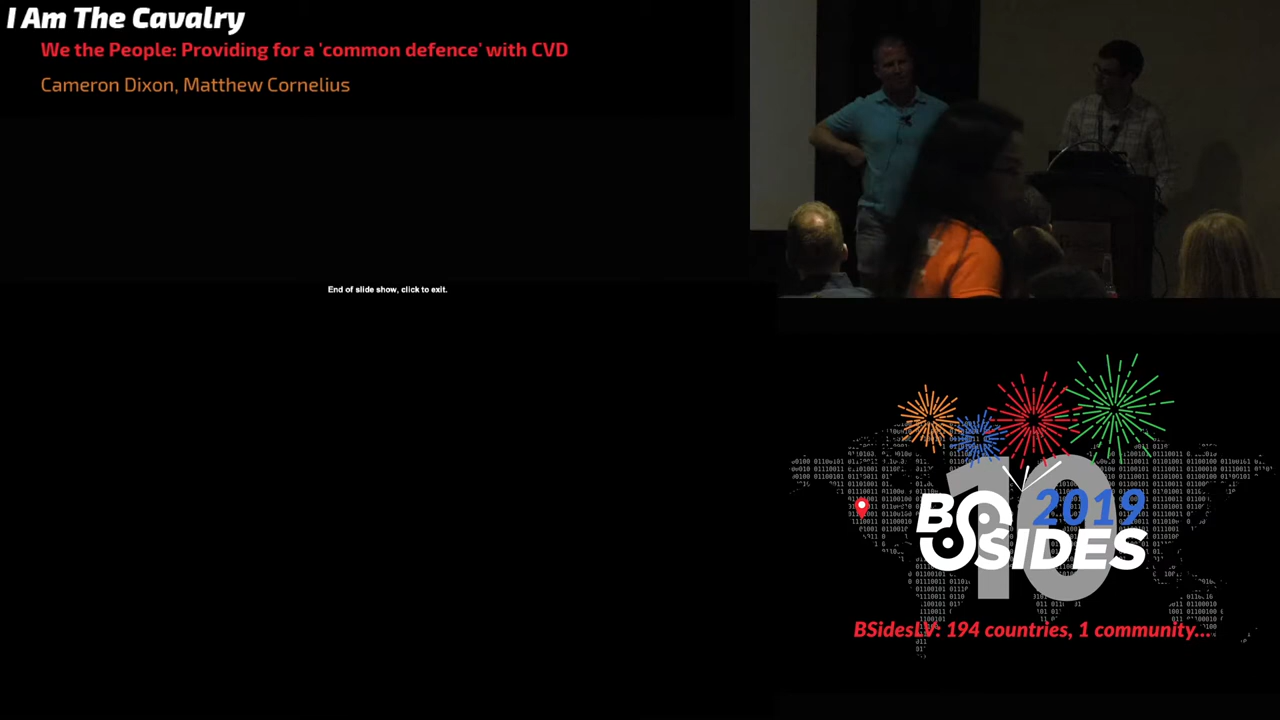 I Am The Cavalry
We the People: Providing for a 'common defence' with CVD
Cameron Dixon, Matthew Cornelius
End of slide show, click to exit.
10
2019
BSIDES
BSidesLV: 194 countries, 1 community...